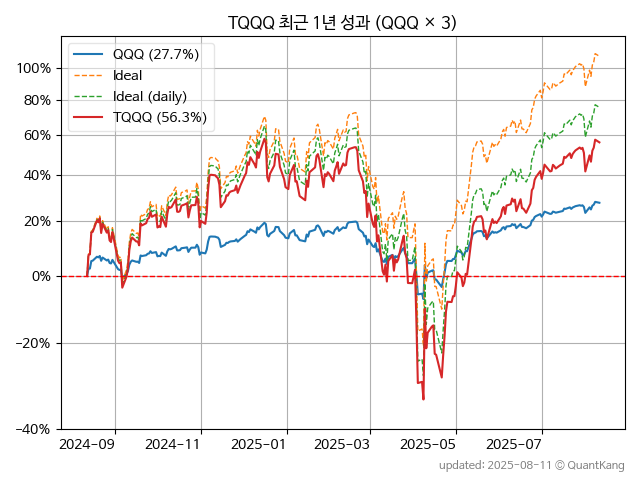 TQQQ 최근 1년 성과 (QQQ × 3)
QQQ (27.7%)
Ideal
Ideal (daily)
TQQQ (56.3%)
100%
80%
60%
40%
20%
0%
−20%
−40%
2024−09 2024−11 2025−01 2025−03 2025−05 2025−07
updated: 2025−08−11 ⓒ QuantKang